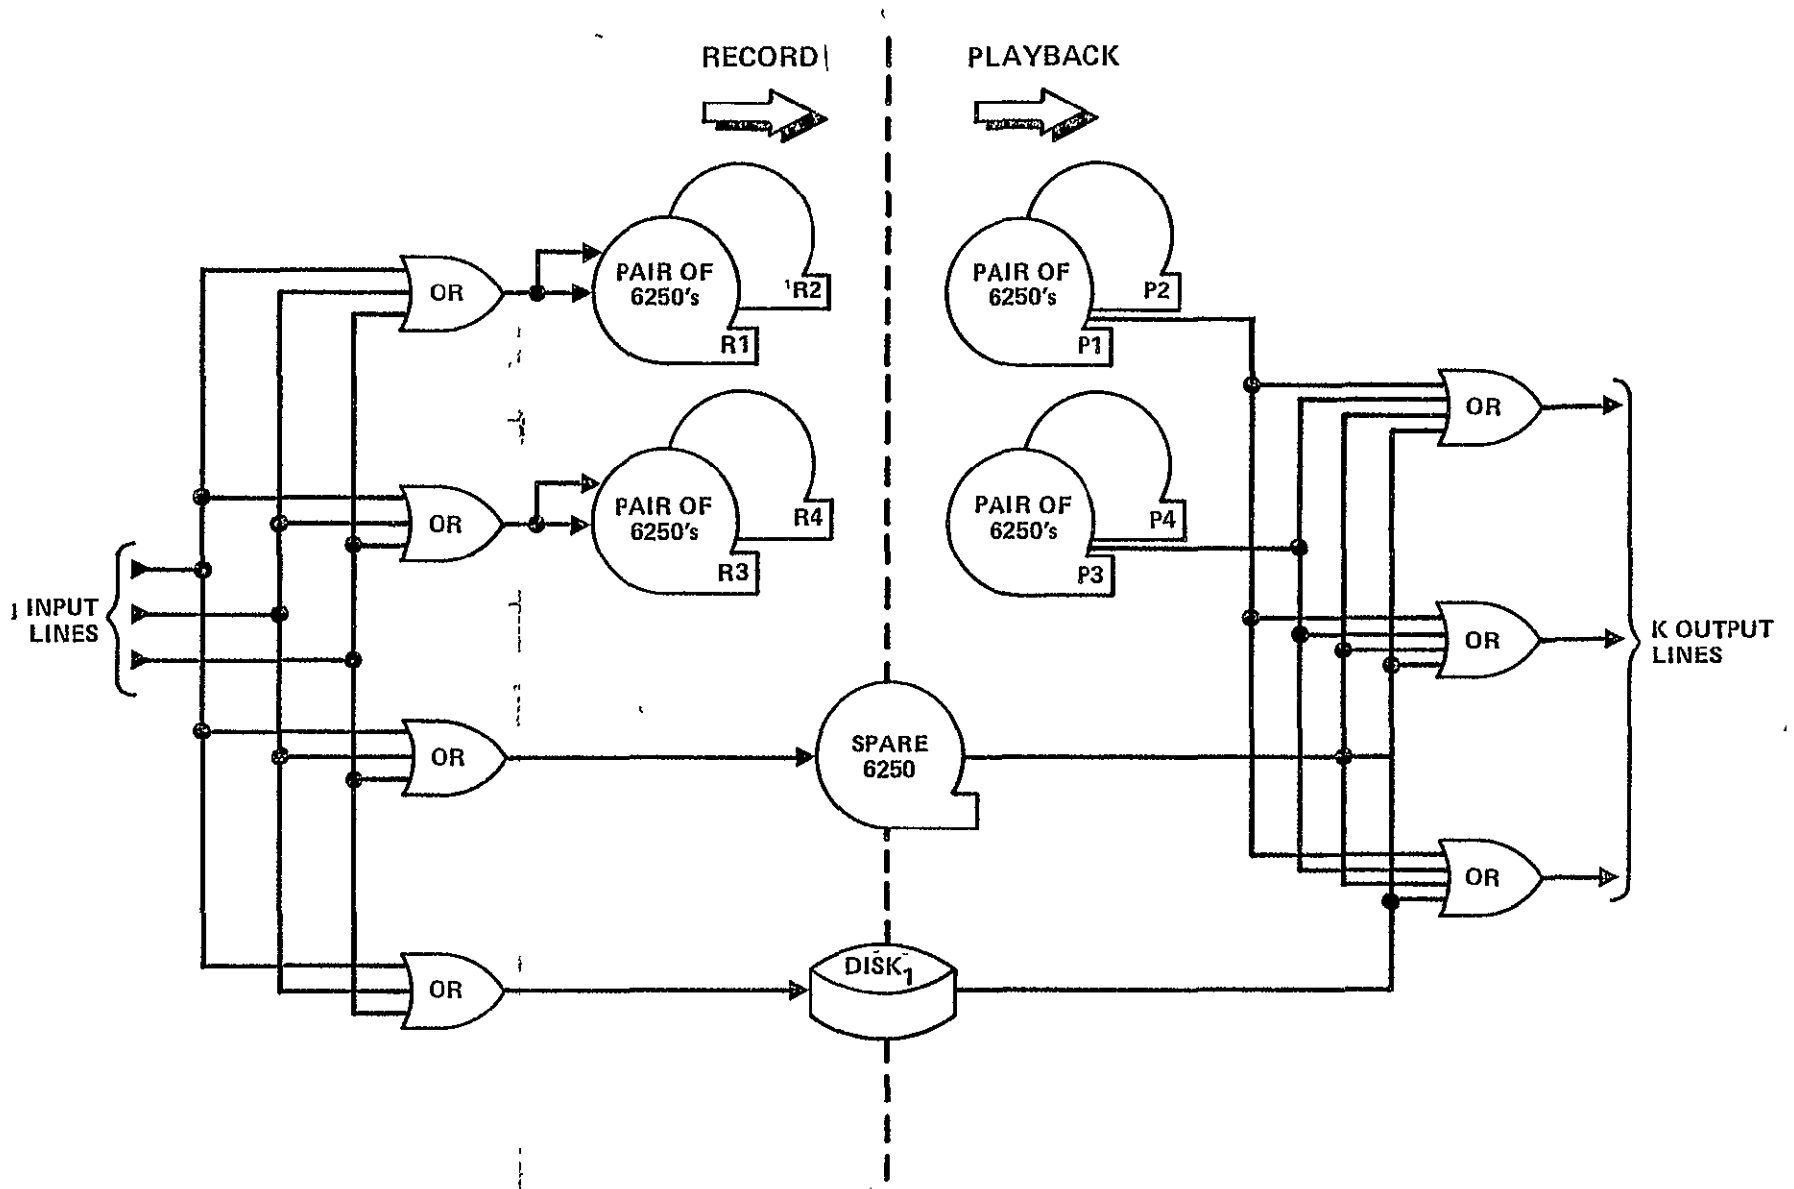 RECORD
PLAYBACK
OR
PAIR OF
6250's
R2
R1
PAIR OF
6250's
P2
P1
OR
OR
PAIR OF
6250's
R4
R3
PAIR OF
6250's
P4
P3
INPUT
LINES
OR
K OUTPUT
LINES
OR
SPARE
6250
OR
OR
DISK